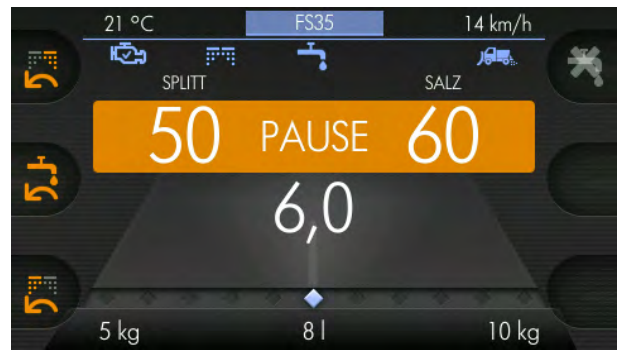 21 °C FS35 14 km/h
SPLITT SALZ
50 PAUSE 60
6,0
5 kg 8 l 10 kg